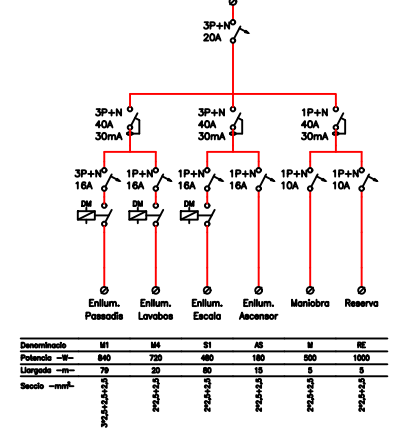 3P+N
20A
3P+N 3P+N 1P+N
40A 40A 40A
30mA 30mA 30mA
3P+N 1P+N 1P+N 1P+N 1P+N 1P+N
16A 16A 16A 16A 10A 10A
DM DM DM
Enllum. Enllum. Enllum. Enllum. Maniobra Reserva
Passadis Lavabos Escala Ascensor
Denominacio M1 M4 S1 AS M RE
Potencia -W- 840 720 480 180 500 1000
Llargada -m- 79 20 80 15 5 5
Seccio -mm²- 3*2,5+2,5 2*2,5+2,5 2*2,5+2,5 2*2,5+2,5 2*2,5+2,5 2*2,5+2,5